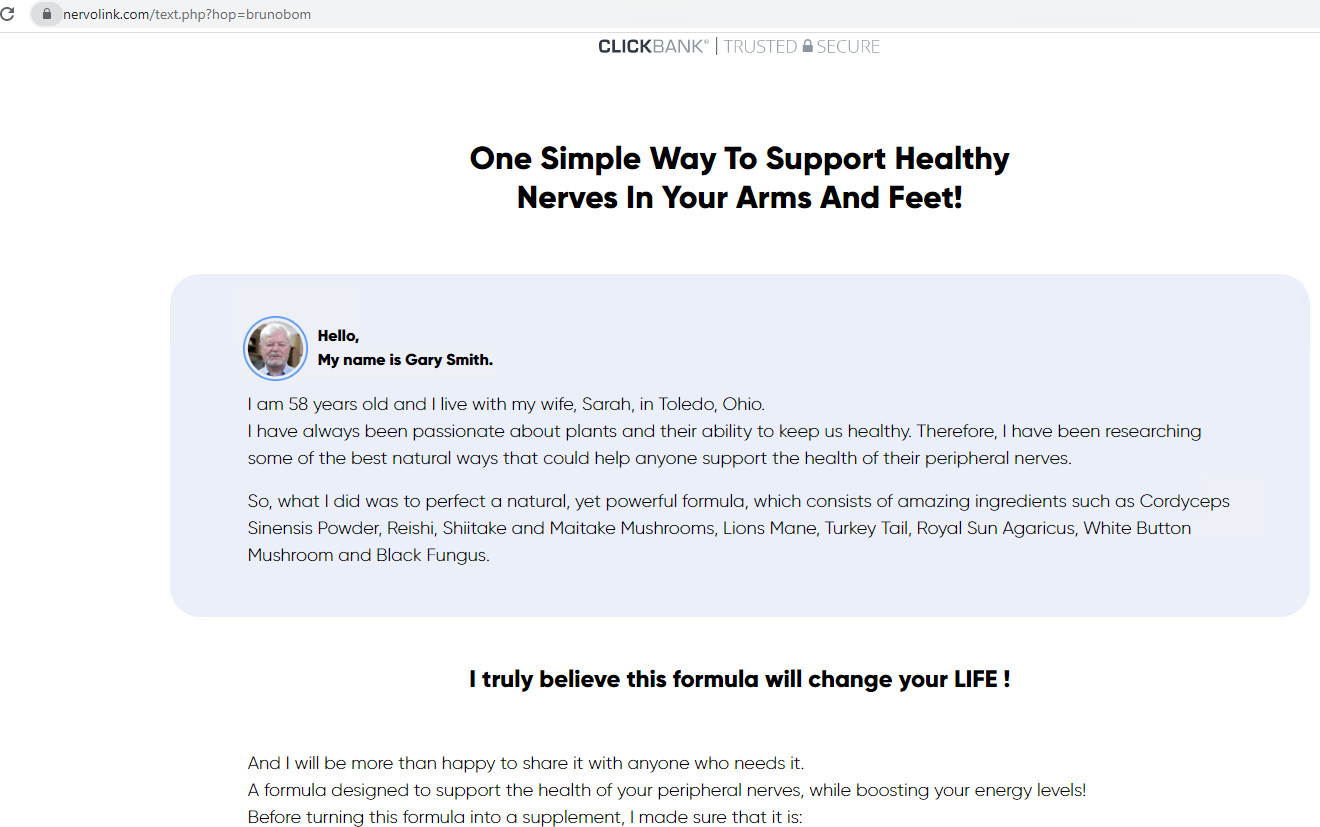 nervolink.com/text.php?hop=brunobom
CLICKBANK® | TRUSTED SECURE
One Simple Way To Support Healthy
Nerves In Your Arms And Feet!
Hello,
My name is Gary Smith.
I am 58 years old and I live with my wife, Sarah, in Toledo, Ohio.
I have always been passionate about plants and their ability to keep us healthy. Therefore, I have been researching
some of the best natural ways that could help anyone support the health of their peripheral nerves.
So, what I did was to perfect a natural, yet powerful formula, which consists of amazing ingredients such as Cordyceps
Sinensis Powder, Reishi, Shiitake and Maitake Mushrooms, Lions Mane, Turkey Tail, Royal Sun Agaricus, White Button
Mushroom and Black Fungus.
I truly believe this formula will change your LIFE !
And I will be more than happy to share it with anyone who needs it.
A formula designed to support the health of your peripheral nerves, while boosting your energy levels!
Before turning this formula into a supplement, I made sure that it is: